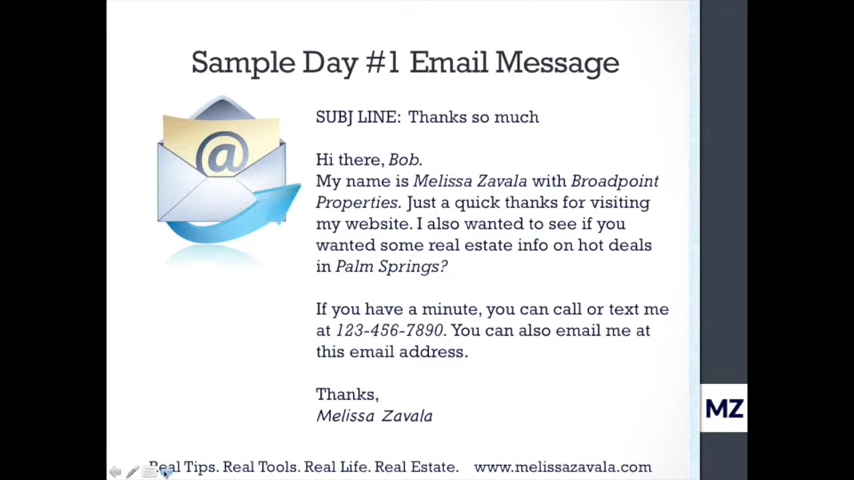 Sample Day #1 Email Message
@
SUBJ LINE: Thanks so much
Hi there, Bob.
My name is Melissa Zavala with Broadpoint
Properties. Just a quick thanks for visiting
my website. I also wanted to see if you
wanted some real estate info on hot deals
in Palm Springs?
If you have a minute, you can call or text me
at 123-456-7890. You can also email me at
this email address.
Thanks,
Melissa Zavala
MZ
Real Tips. Real Tools. Real Life. Real Estate. www.melissazavala.com